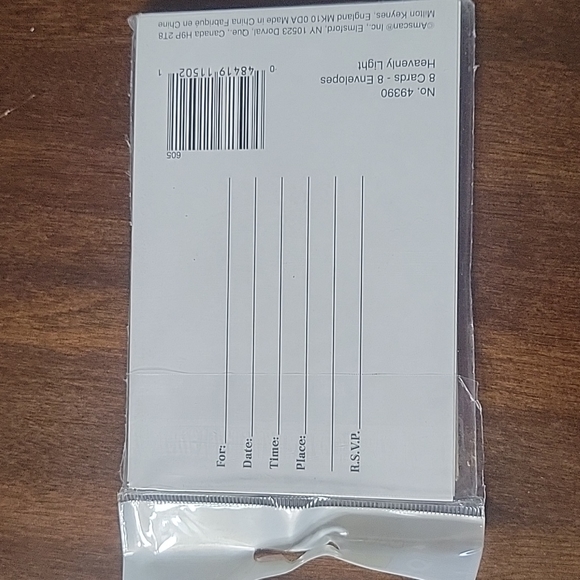 For:
Date:
Time:
Place:
R.S.V.P.
No. 49390
8 Cards - 8 Envelopes
Heavenly Light
605
0 48419 11502 1
©Amscan®, Inc., Elmsford, NY 10523 Dorval, Que., Canada H9P 2T8
Milton Keynes, England MK10 0DA Made in China Fabriqué en Chine